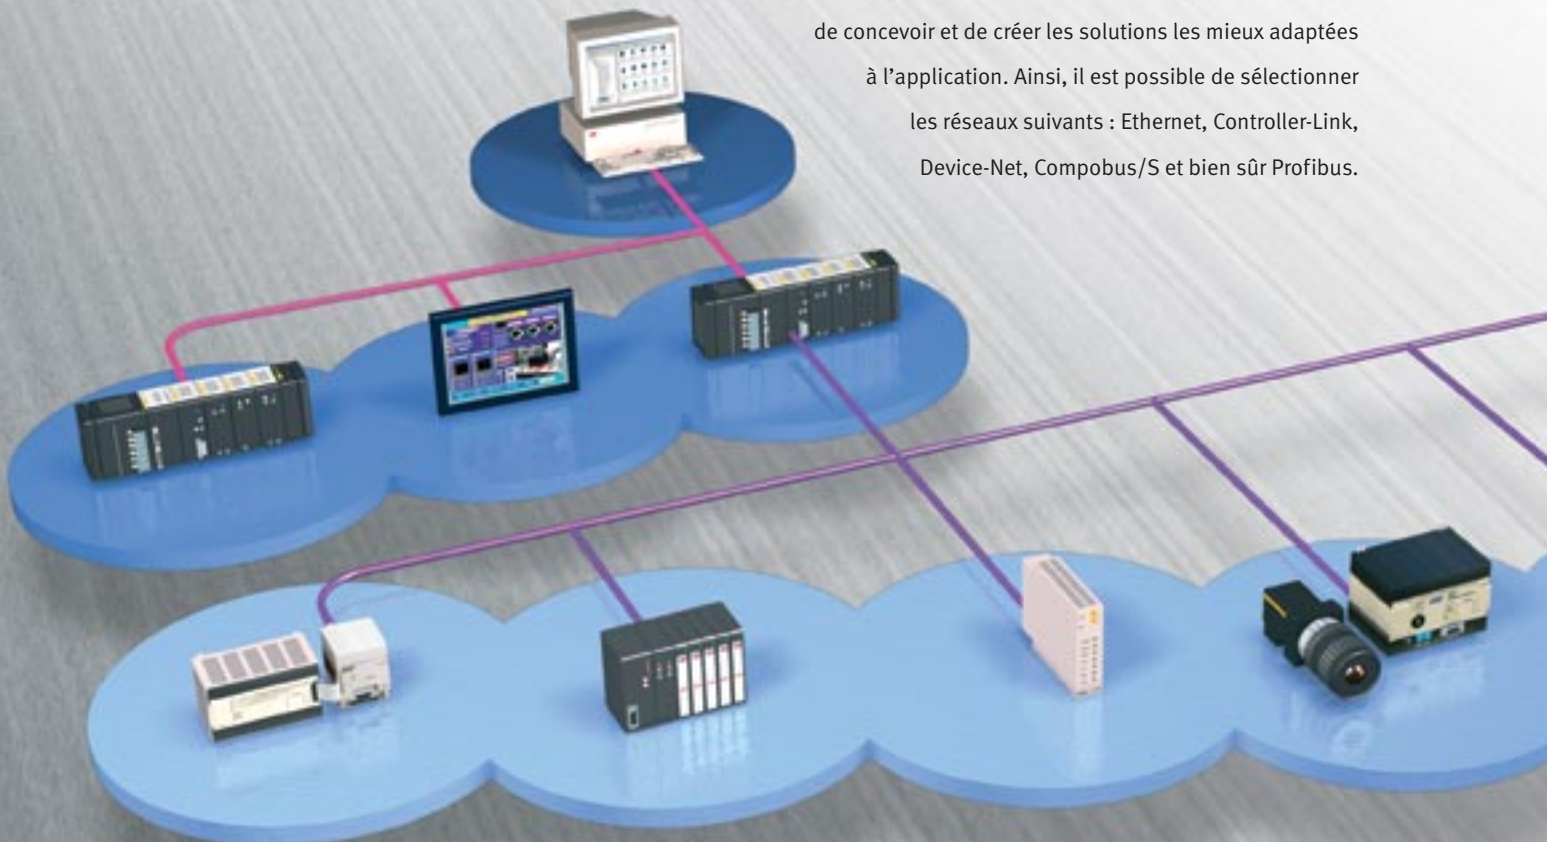 de concevoir et de créer les solutions les mieux adaptées
à l’application. Ainsi, il est possible de sélectionner
les réseaux suivants : Ethernet, Controller-Link,
Device-Net, Compobus/S et bien sûr Profibus.